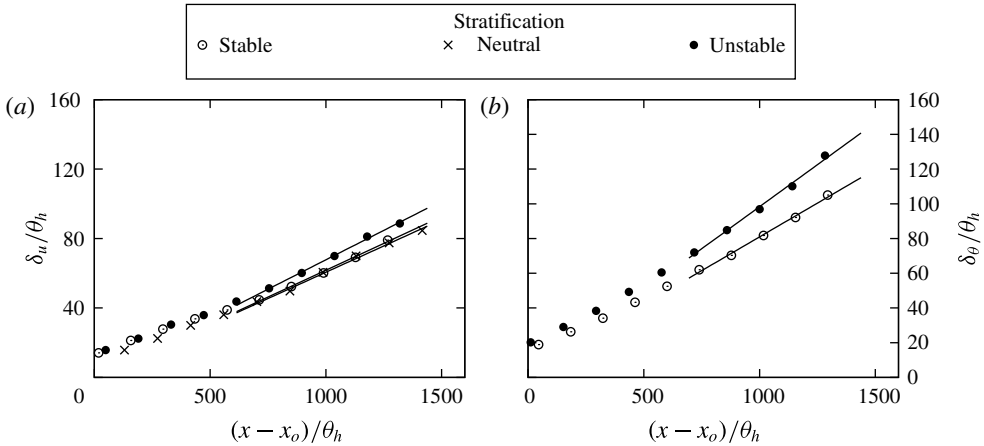 Stratification
Stable Neutral Unstable
(a)
160
120
80
40
0
δu/θh
0 500 1000 1500
(x − xo)/θh
(b)
160
140
120
100
80
60
40
20
0
δθ/θh
0 500 1000 1500
(x − xo)/θh